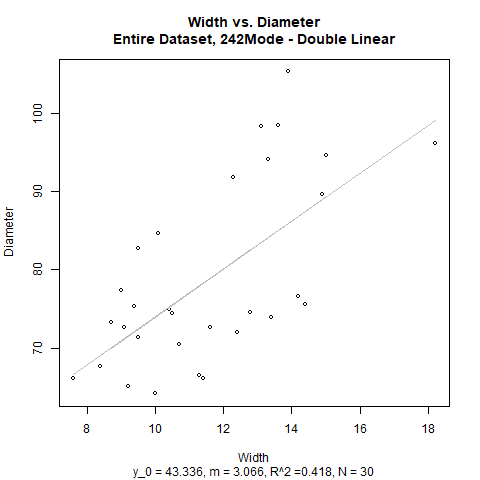 Width vs. Diameter
Entire Dataset, 242Mode - Double Linear
100
90
80
70
Diameter
8 10 12 14 16 18
Width
y_0 = 43.336, m = 3.066, R^2 =0.418, N = 30